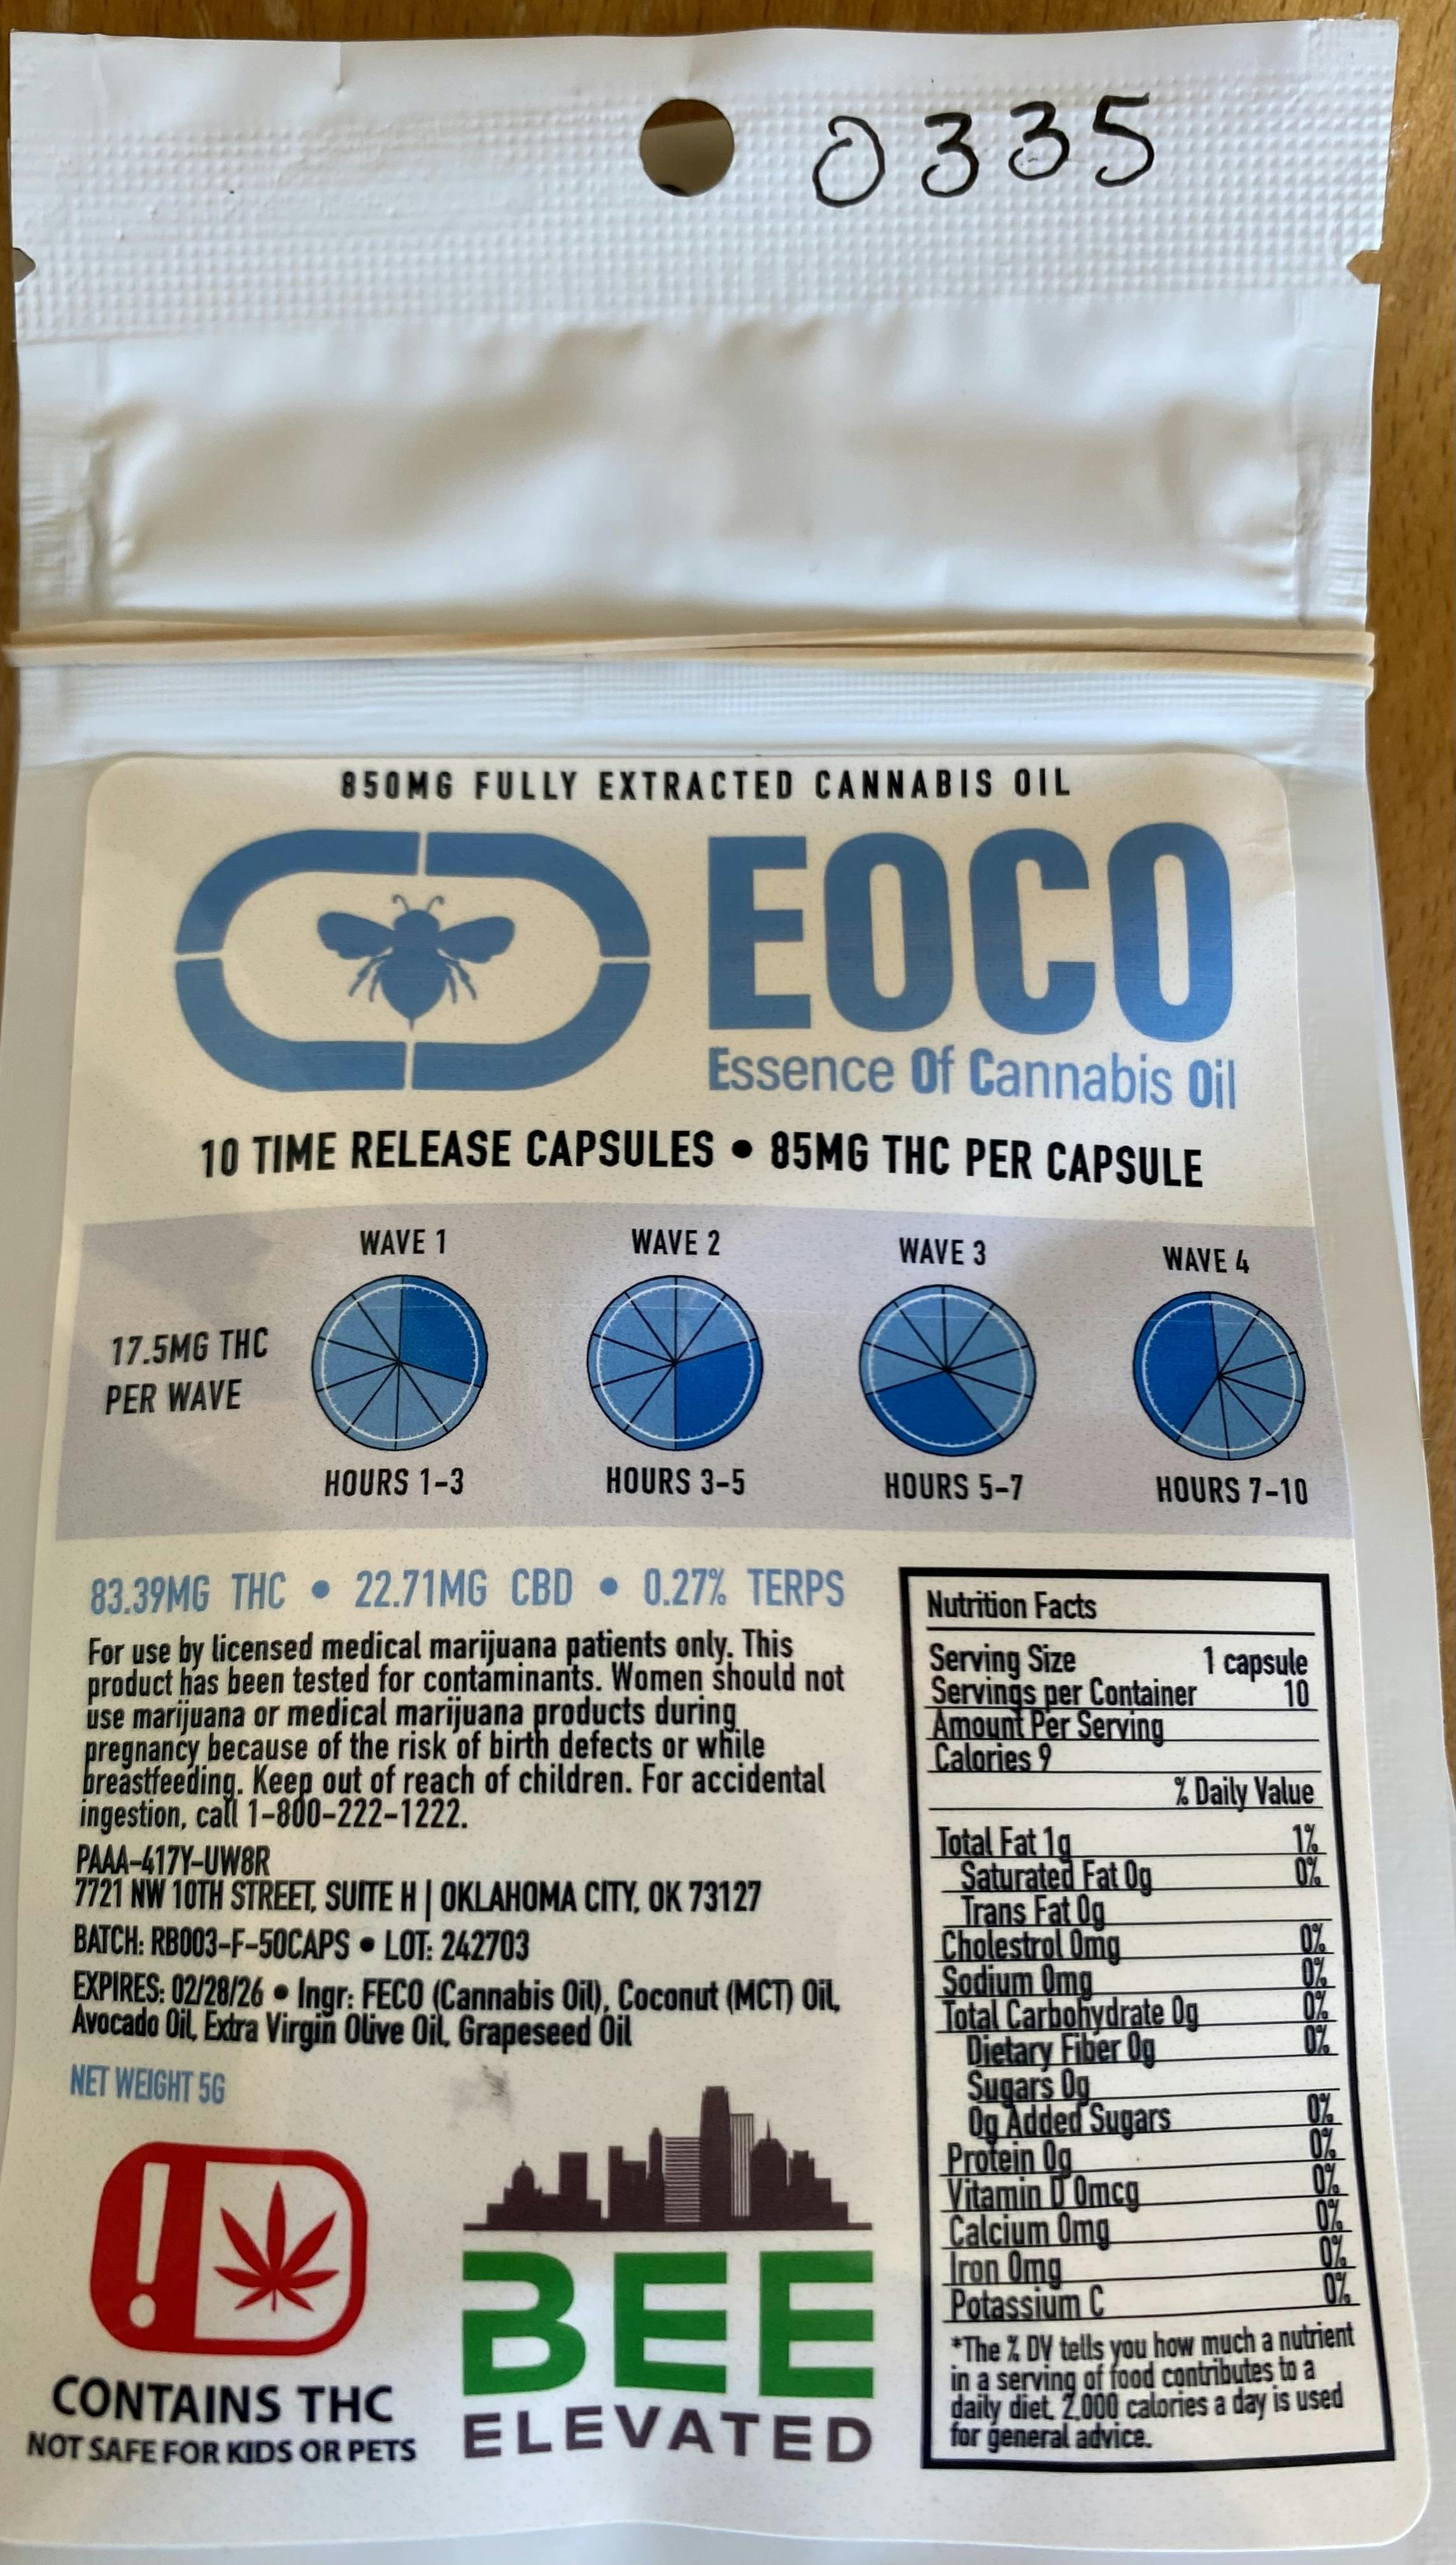 0335
850MG FULLY EXTRACTED CANNABIS OIL
EOCO
Essence Of Cannabis Oil
10 TIME RELEASE CAPSULES • 85MG THC PER CAPSULE
WAVE 1 WAVE 2 WAVE 3 WAVE 4
17.5MG THC
PER WAVE
HOURS 1-3 HOURS 3-5 HOURS 5-7 HOURS 7-10
83.39MG THC • 22.71MG CBD • 0.27% TERPS
For use by licensed medical marijuana patients only. This
product has been tested for contaminants. Women should not
use marijuana or medical marijuana products during
pregnancy because of the risk of birth defects or while
breastfeeding. Keep out of reach of children. For accidental
ingestion, call 1-800-222-1222.
PAAA-417Y-UW8R
7721 NW 10TH STREET, SUITE H | OKLAHOMA CITY, OK 73127
BATCH: RB003-F-50CAPS • LOT: 242703
EXPIRES: 02/28/26 • Ingr: FECO (Cannabis Oil), Coconut (MCT) Oil,
Avocado Oil, Extra Virgin Olive Oil, Grapeseed Oil
NET WEIGHT 5G
!
CONTAINS THC
NOT SAFE FOR KIDS OR PETS
BEE
ELEVATED
Nutrition Facts
Serving Size 1 capsule
Servings per Container 10
Amount Per Serving
Calories 9
% Daily Value
Total Fat 1g 1%
Saturated Fat 0g 0%
Trans Fat 0g
Cholestrol 0mg 0%
Sodium 0mg 0%
Total Carbohydrate 0g 0%
Dietary Fiber 0g 0%
Sugars 0g
0g Added Sugars 0%
Protein 0g 0%
Vitamin D 0mcg 0%
Calcium 0mg 0%
Iron 0mg 0%
Potassium C 0%
*The % DV tells you how much a nutrient
in a serving of food contributes to a
daily diet. 2,000 calories a day is used
for general advice.